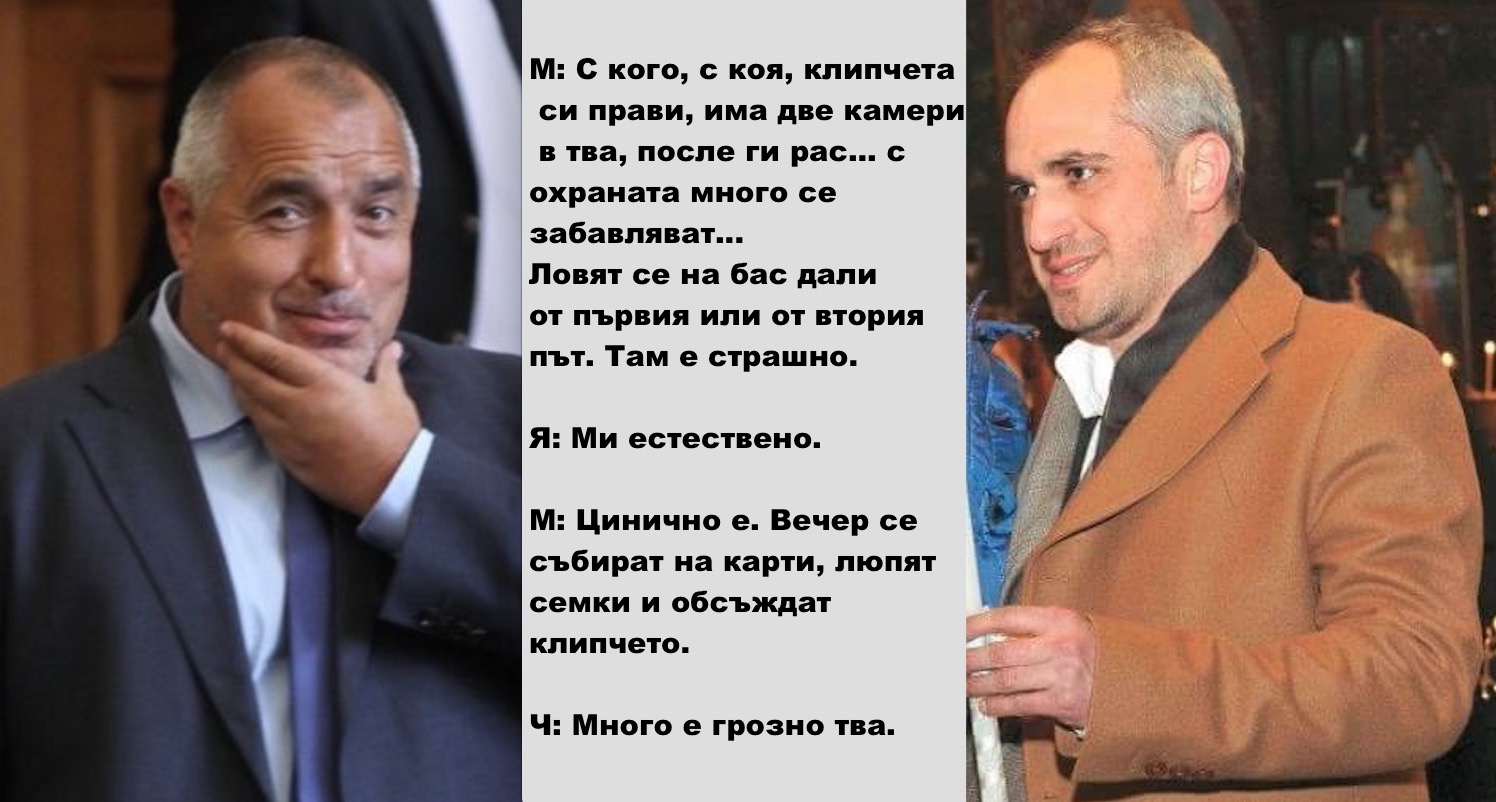 М: С кого, с коя, клипчета
си прави, има две камери
в тва, после ги рас... с
охраната много се
забавляват...
Ловят се на бас дали
от първия или от втория
път. Там е страшно.
Я: Ми естествено.
М: Цинично е. Вечер се
събират на карти, люпят
семки и обсъждат
клипчето.
Ч: Много е грозно тва.